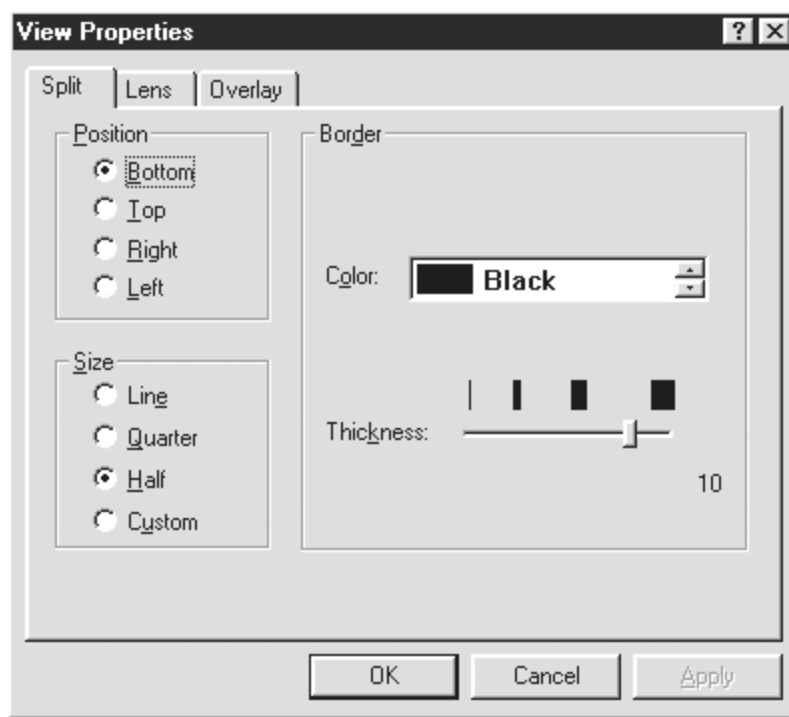 View Properties
? X
Split Lens Overlay
Position
Bottom
Top
Right
Left
Size
Line
Quarter
Half
Custom
Border
Color: Black
Thickness:
10
OK Cancel Apply